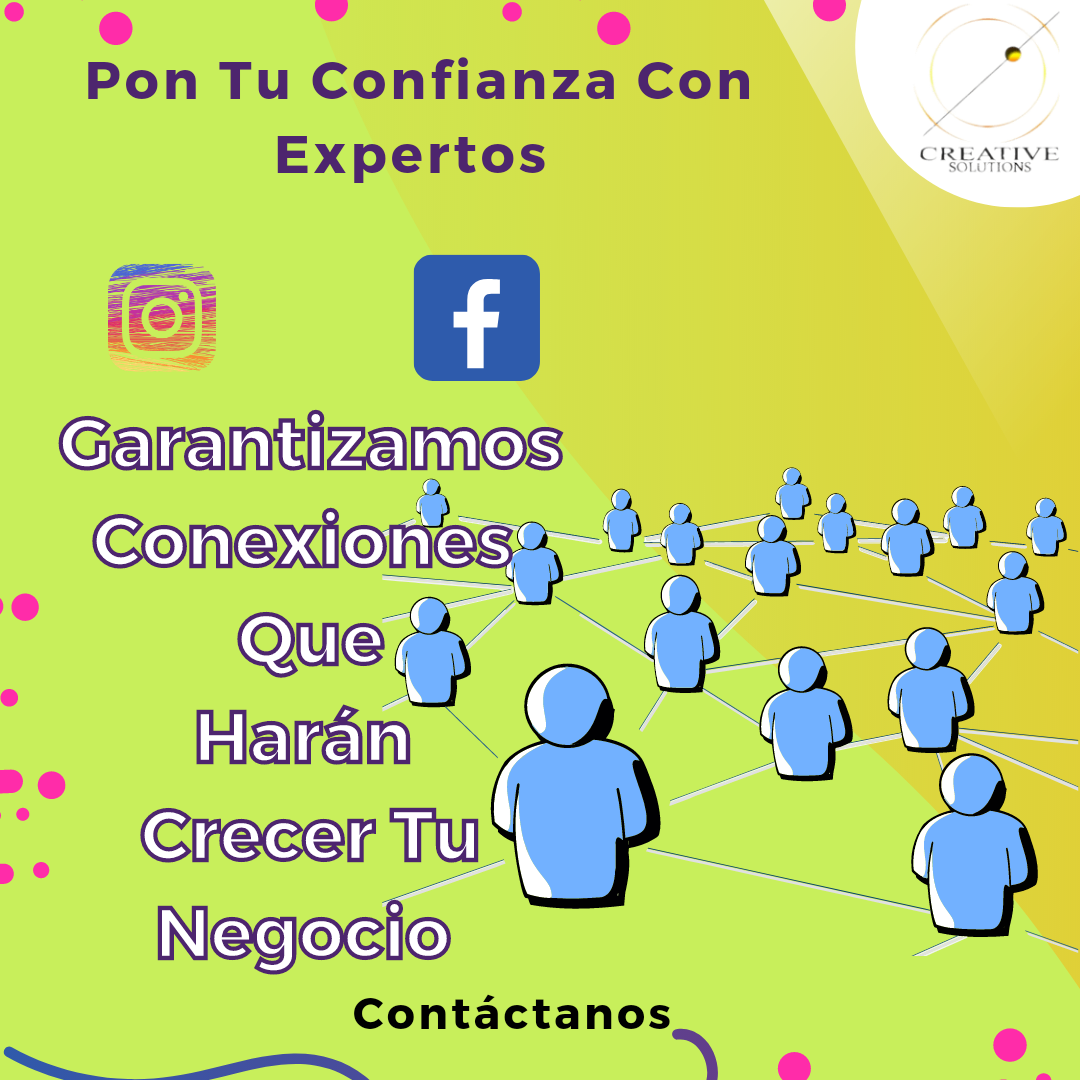 Pon Tu Confianza Con
Expertos
CREATIVE
SOLUTIONS
Garantizamos
Conexiones
Que
Harán
Crecer Tu
Negocio
Contáctanos